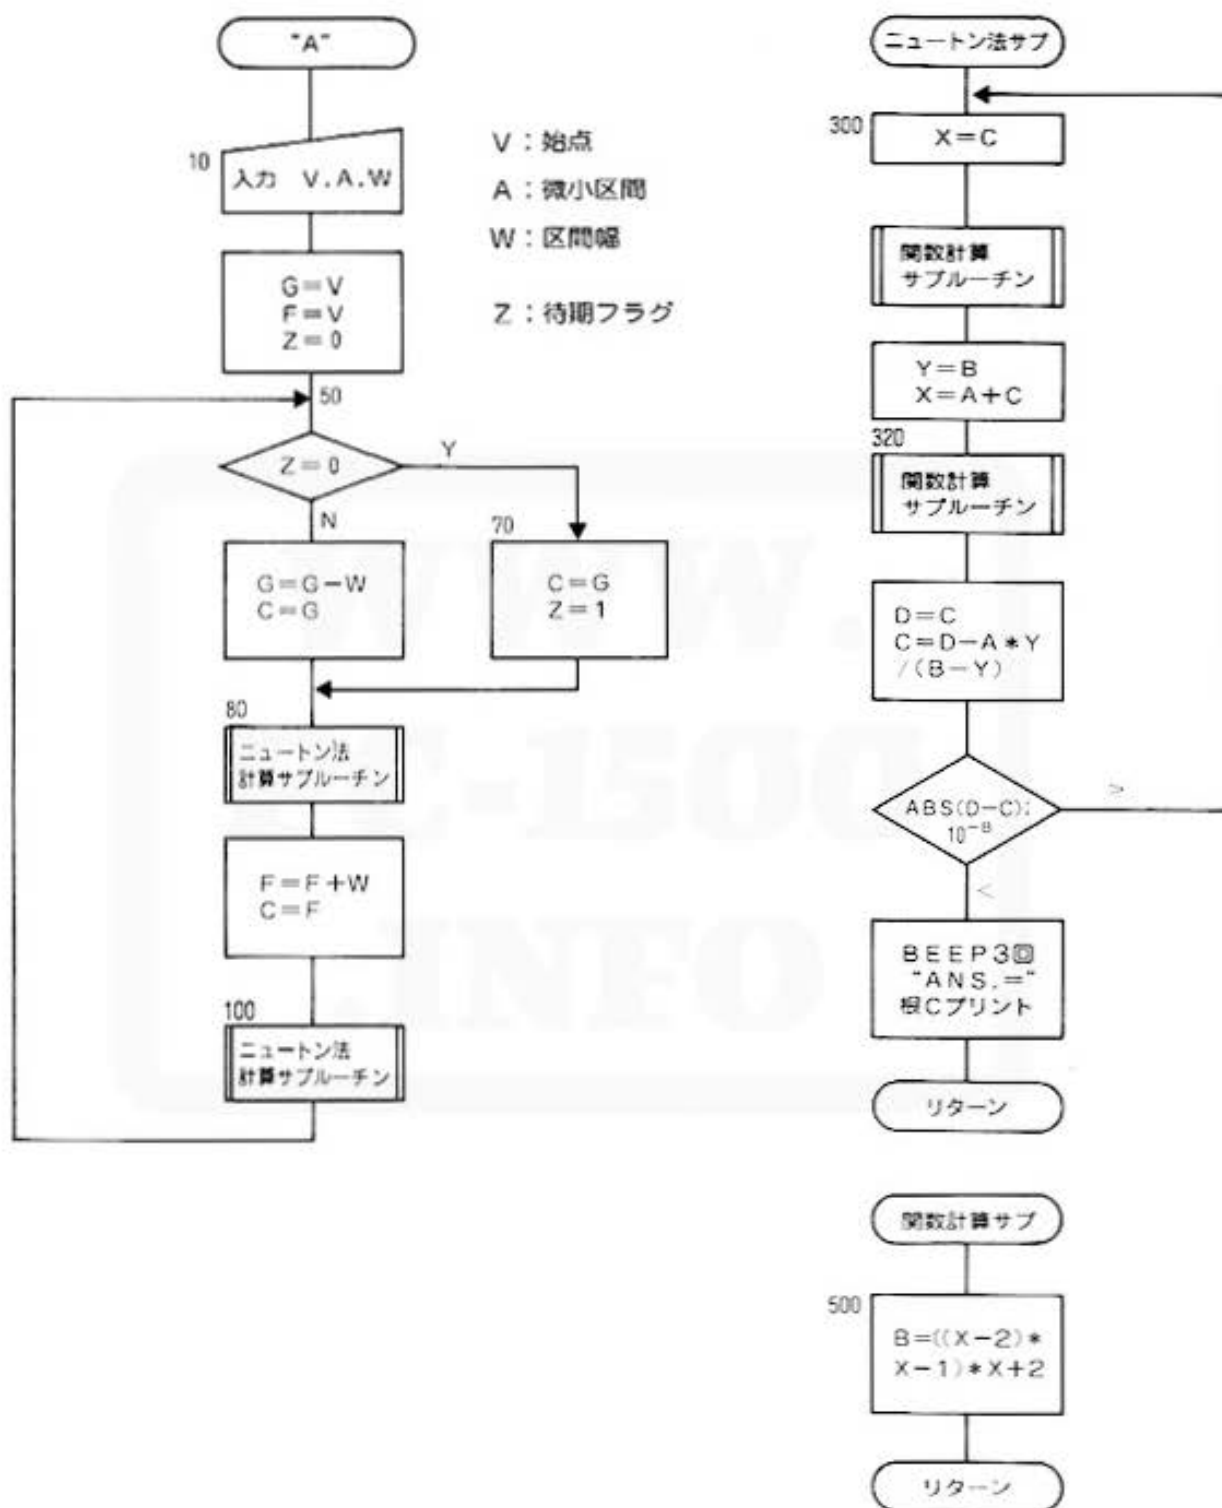 "A"
10
入力 V.A.W
V：始点
A：微小区間
W：区間幅
Z：待期フラグ
G=V
F=V
Z=0
50
Z=0
Y
N
G=G-W
C=G
70
C=G
Z=1
80
ニュートン法
計算サブルーチン
F=F+W
C=F
100
ニュートン法
計算サブルーチン
ニュートン法サブ
300
X=C
関数計算
サブルーチン
Y=B
X=A+C
320
関数計算
サブルーチン
D=C
C=D-A*Y
/(B-Y)
ABS(D-C):
10⁻⁸
>
<
BEEP3回
"ANS.="
根Cプリント
リターン
関数計算サブ
500
B=((X-2)*
X-1)*X+2
リターン
WWW.
PC-1500
.INFO